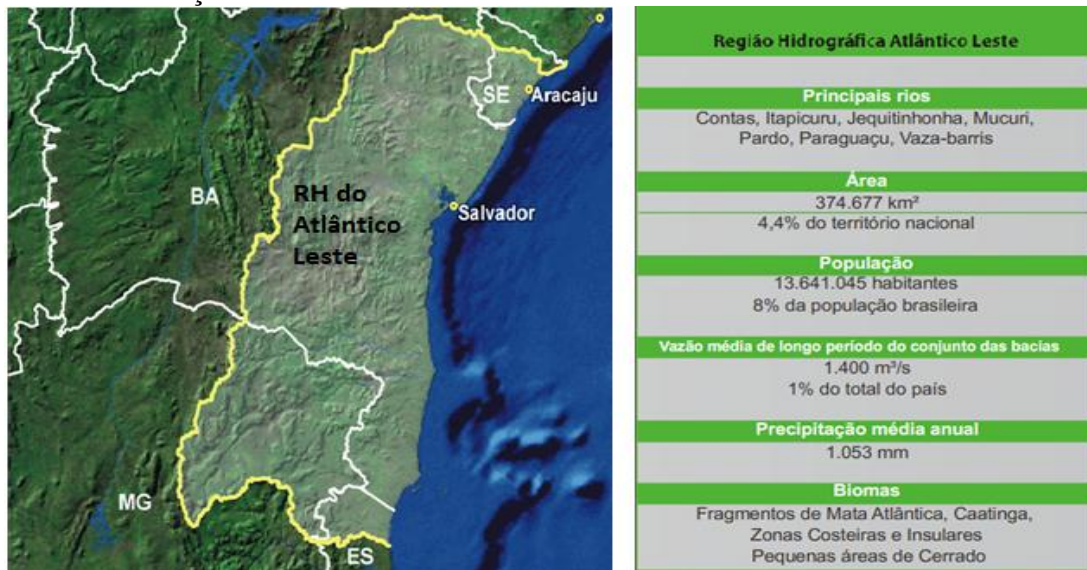 SE
Aracaju
BA
RH do
Atlântico
Leste
Salvador
MG
ES
Região Hidrográfica Atlântico Leste
Principais rios
Contas, Itapicuru, Jequitinhonha, Mucuri,
Pardo, Paraguaçu, Vaza-barris
Área
374.677 km²
4,4% do território nacional
População
13.641.045 habitantes
8% da população brasileira
Vazão média de longo período do conjunto das bacias
1.400 m³/s
1% do total do país
Precipitação média anual
1.053 mm
Biomas
Fragmentos de Mata Atlântica, Caatinga,
Zonas Costeiras e Insulares
Pequenas áreas de Cerrado